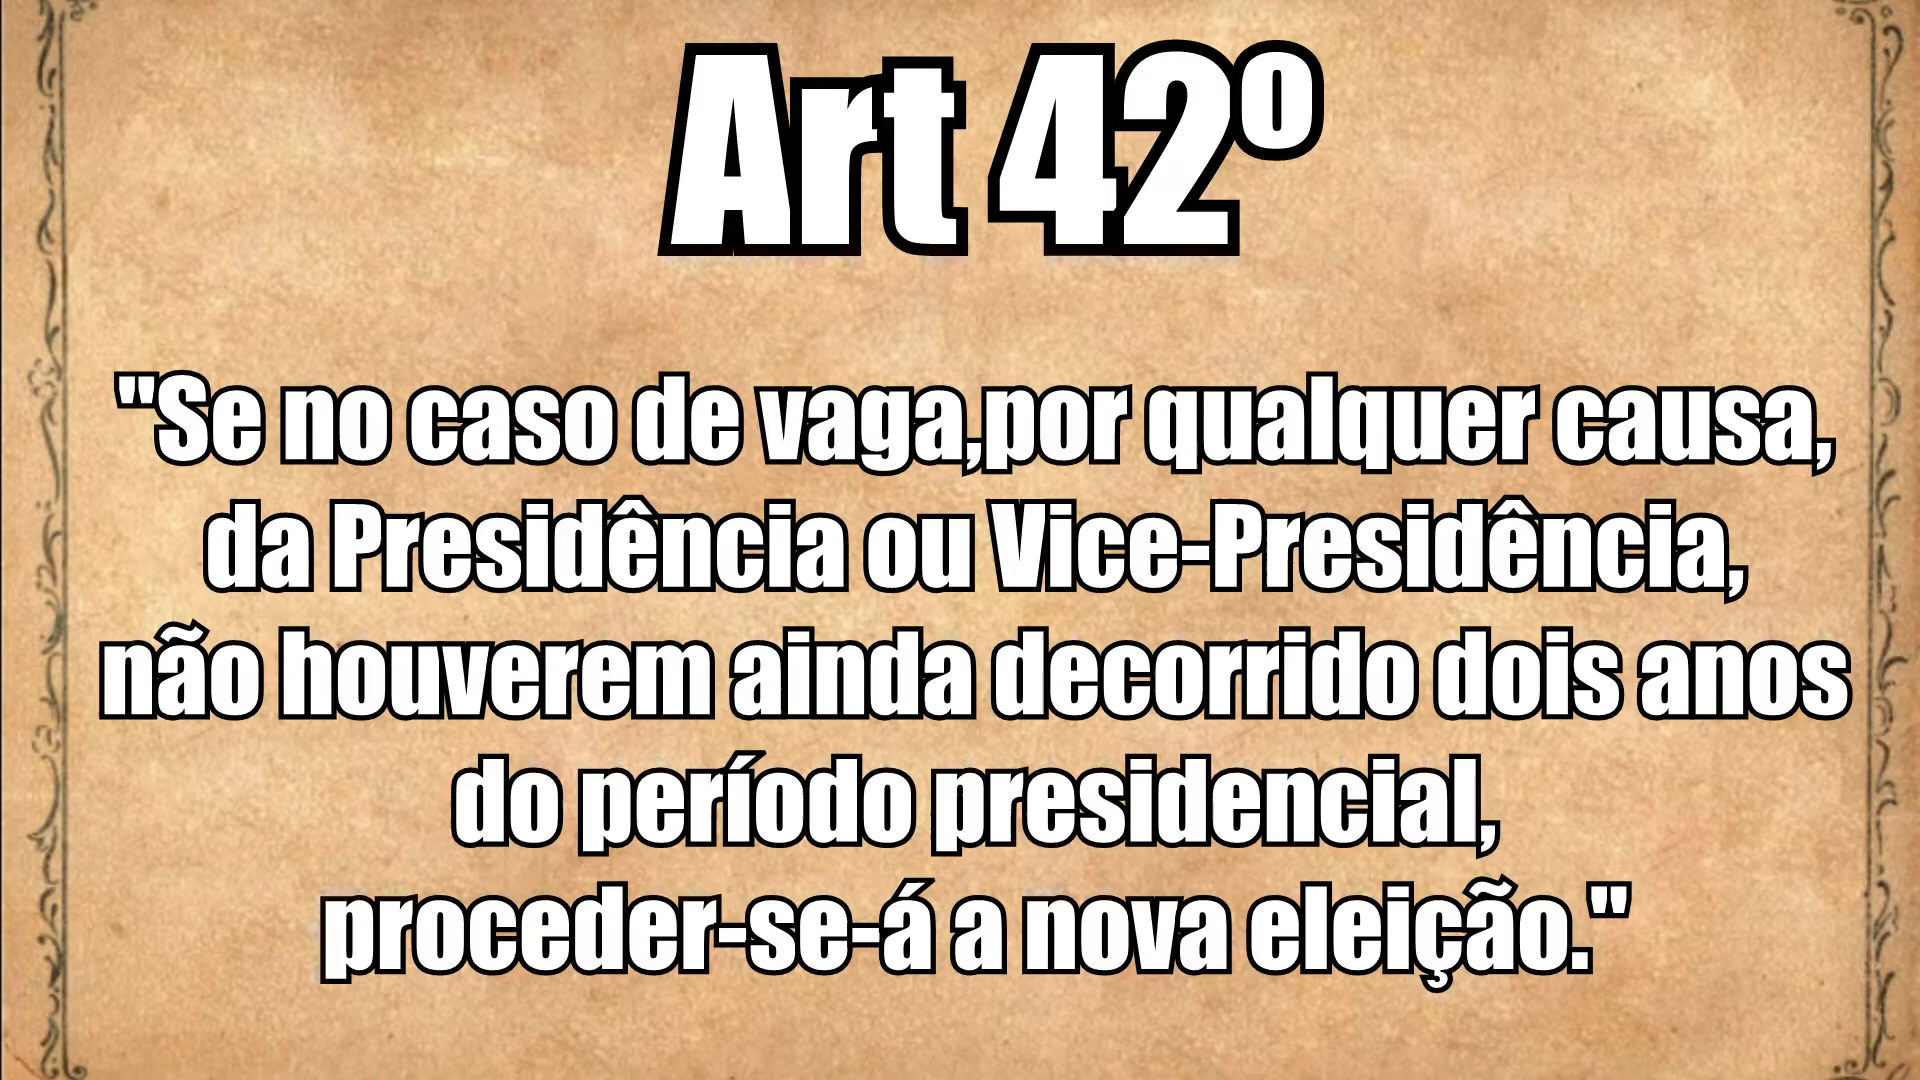 Art 42º
"Se no caso de vaga,por qualquer causa,
da Presidência ou Vice-Presidência,
não houverem ainda decorrido dois anos
do período presidencial,
proceder-se-á a nova eleição."